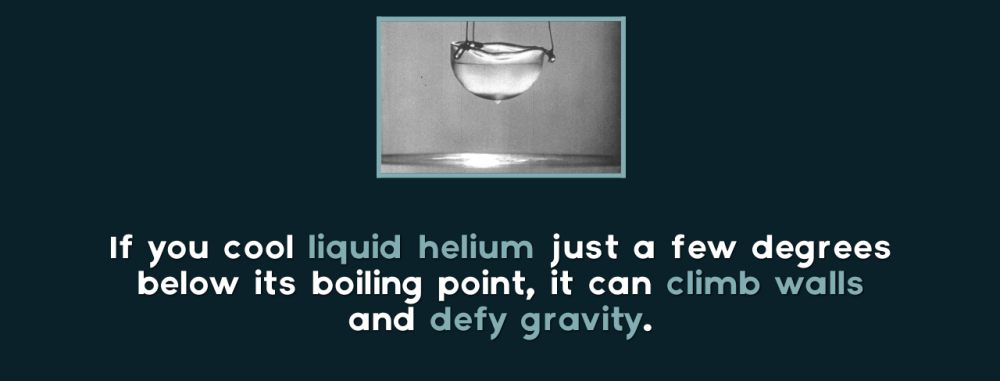 If you cool liquid helium just a few degrees
below its boiling point, it can climb walls
and defy gravity.